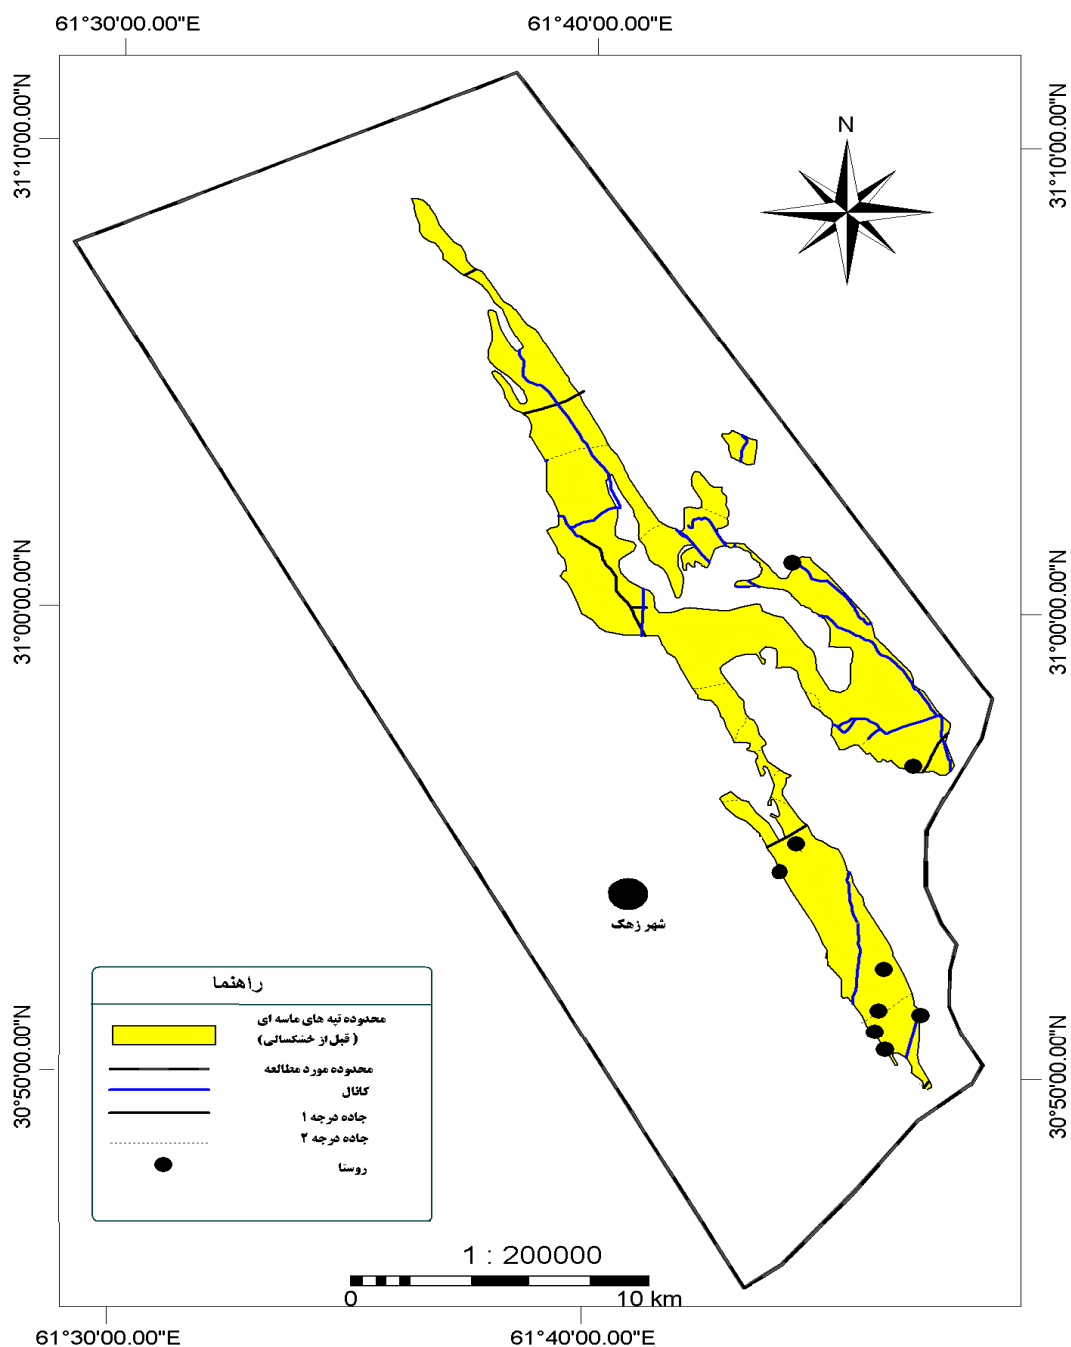 61°30'00.00"E
61°40'00.00"E
31°10'00.00"N
31°10'00.00"N
N
31°00'00.00"N
31°00'00.00"N
شهر زهک
راهنما
محدوده تپه های ماسه ای
( قبل از خشکسالی)
محدوده مورد مطالعه
کانال
جاده درجه ۱
جاده درجه ۲
روستا
30°50'00.00"N
30°50'00.00"N
1 : 200000
0 10 km
61°30'00.00"E
61°40'00.00"E